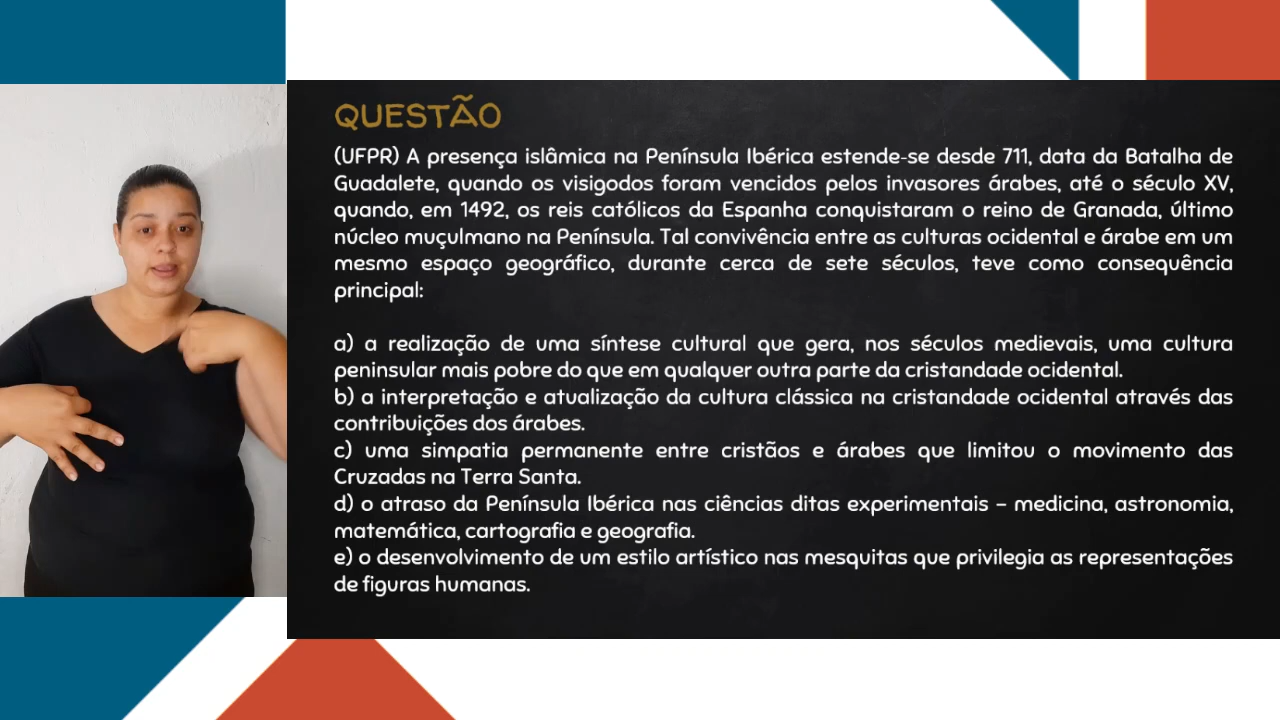 QUESTÃO
(UFPR) A presença islâmica na Península Ibérica estende-se desde 711, data da Batalha de
Guadalete, quando os visigodos foram vencidos pelos invasores árabes, até o século XV,
quando, em 1492, os reis católicos da Espanha conquistaram o reino de Granada, último
núcleo muçulmano na Península. Tal convivência entre as culturas ocidental e árabe em um
mesmo espaço geográfico, durante cerca de sete séculos, teve como consequência
principal:
a) a realização de uma síntese cultural que gera, nos séculos medievais, uma cultura
peninsular mais pobre do que em qualquer outra parte da cristandade ocidental.
b) a interpretação e atualização da cultura clássica na cristandade ocidental através das
contribuições dos árabes.
c) uma simpatia permanente entre cristãos e árabes que limitou o movimento das
Cruzadas na Terra Santa.
d) o atraso da Península Ibérica nas ciências ditas experimentais – medicina, astronomia,
matemática, cartografia e geografia.
e) o desenvolvimento de um estilo artístico nas mesquitas que privilegia as representações
de figuras humanas.